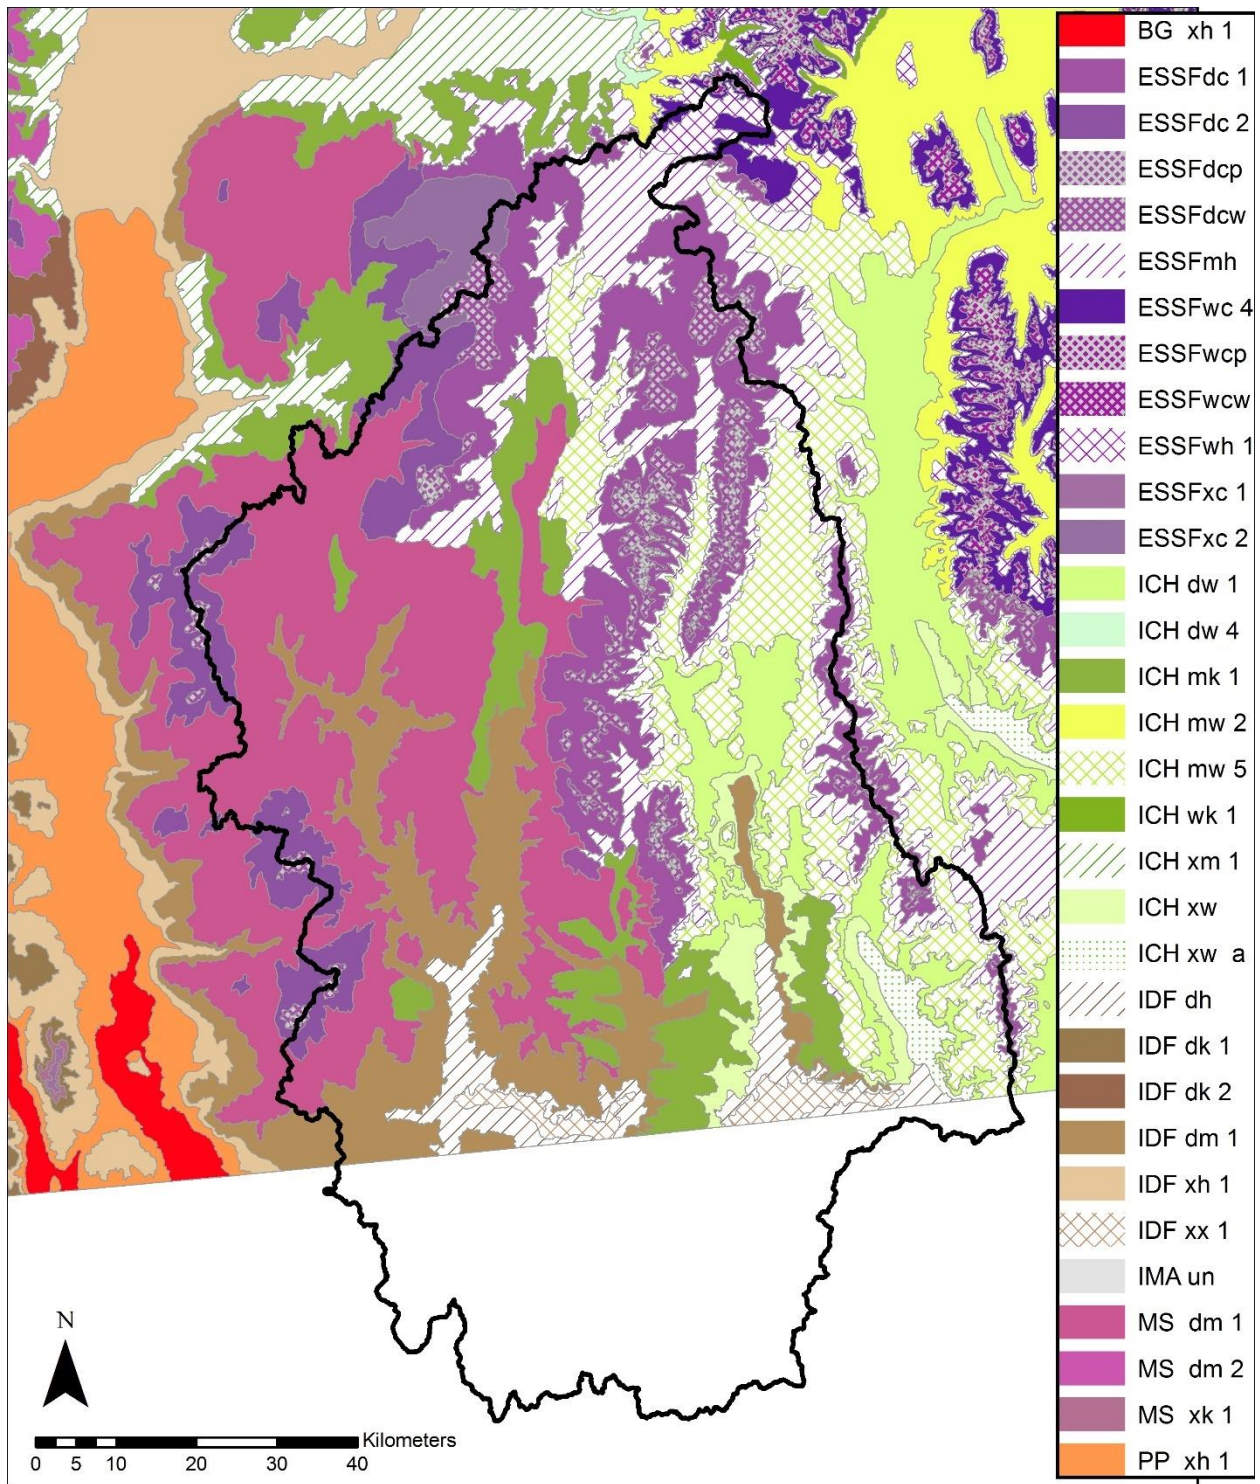 BG xh 1
ESSFdc 1
ESSFdc 2
ESSFdcp
ESSFdcw
ESSFmh
ESSFwc 4
ESSFwcp
ESSFwcw
ESSFwh 1
ESSFxc 1
ESSFxc 2
ICH dw 1
ICH dw 4
ICH mk 1
ICH mw 2
ICH mw 5
ICH wk 1
ICH xm 1
ICH xw
ICH xw a
IDF dh
IDF dk 1
IDF dk 2
IDF dm 1
IDF xh 1
IDF xx 1
IMA un
MS dm 1
MS dm 2
MS xk 1
PP xh 1
N
Kilometers
0 5 10 20 30 40